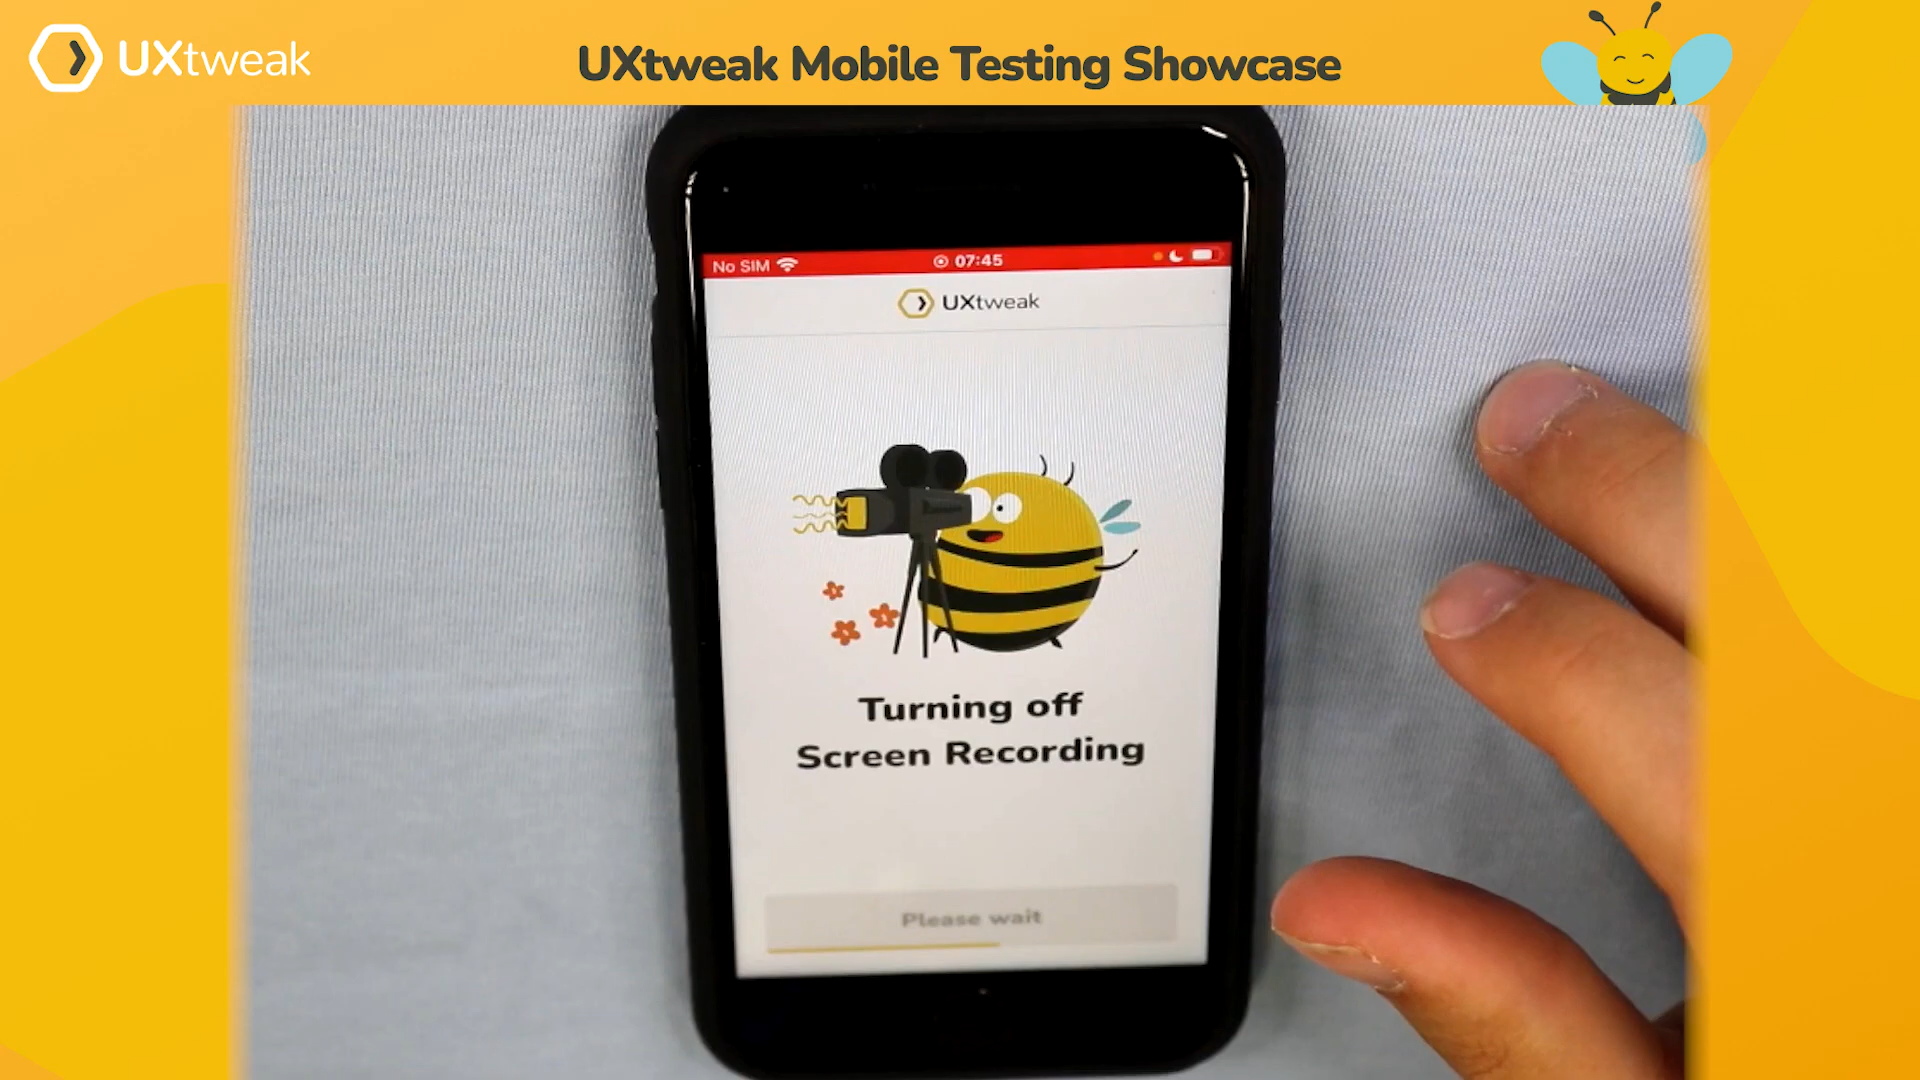 UXtweak
UXtweak Mobile Testing Showcase
No SIM 07:45
UXtweak
Turning off
Screen Recording
Please wait